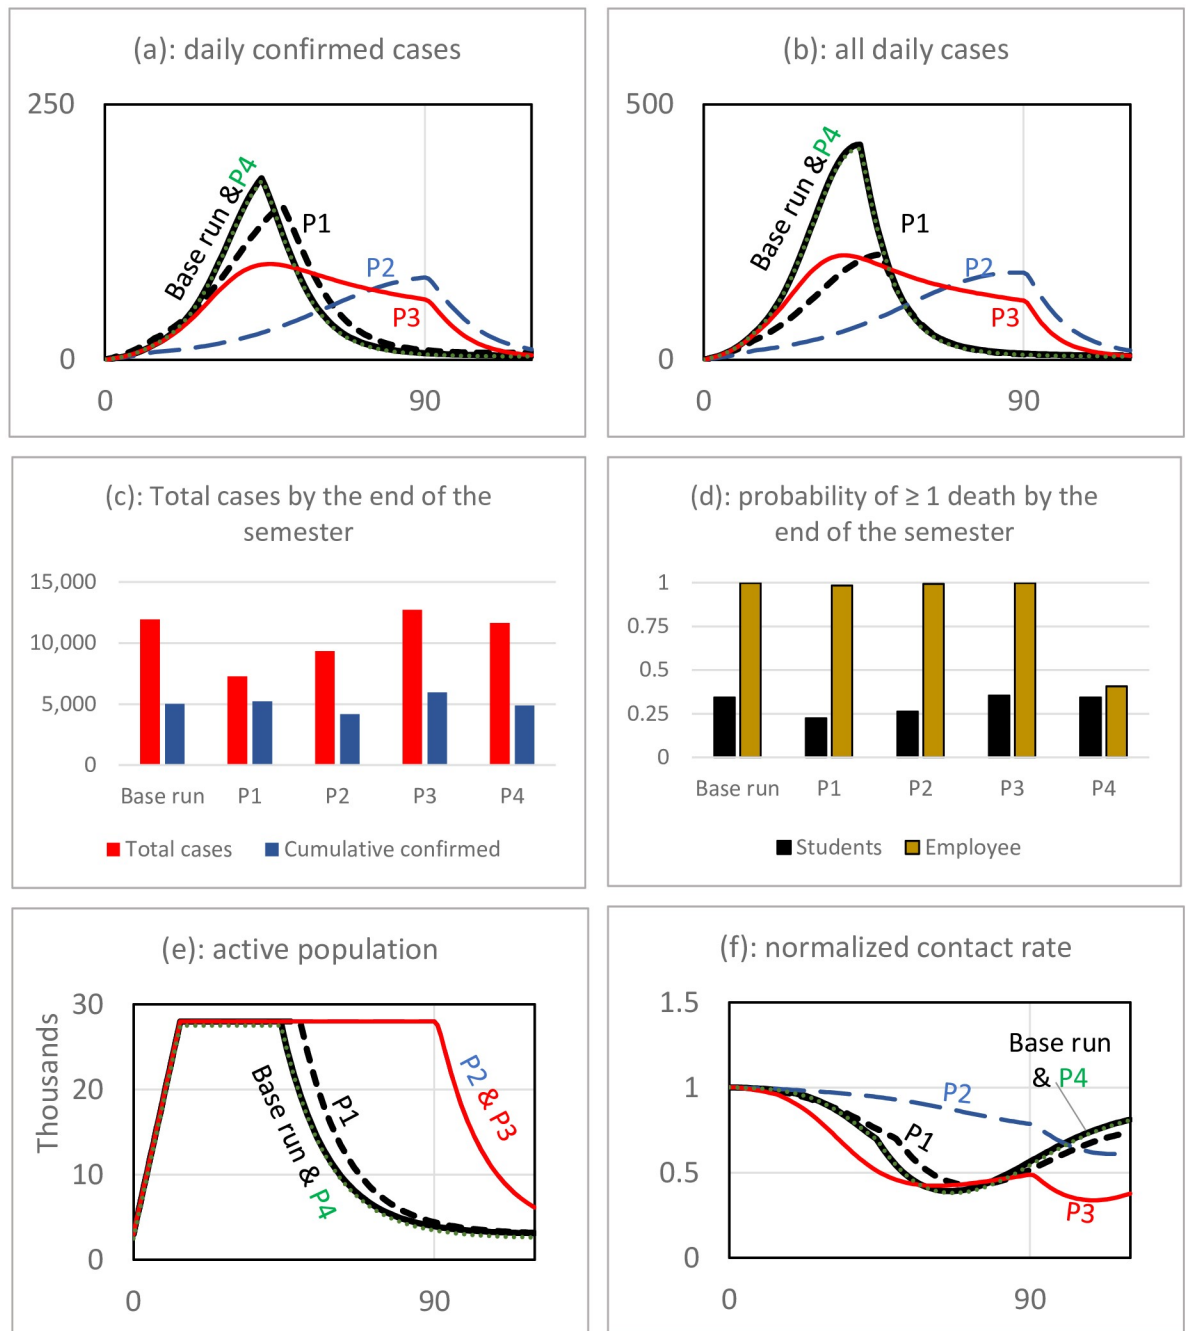 (a): daily confirmed cases
250
0
0
90
Base run & P4
P1
P2
P3
(b): all daily cases
500
0
0
90
Base run & P4
P1
P2
P3
(c): Total cases by the end of the
semester
15,000
10,000
5,000
0
Base run P1 P2 P3 P4
Total cases Cumulative confirmed
(d): probability of ≥ 1 death by the
end of the semester
1
0.75
0.5
0.25
0
Base run P1 P2 P3 P4
Students Employee
(e): active population
Thousands
30
20
10
0
0
90
Base run & P4
P1
P2 & P3
(f): normalized contact rate
1.5
1
0.5
0
0
90
Base run
& P4
P2
P1
P3